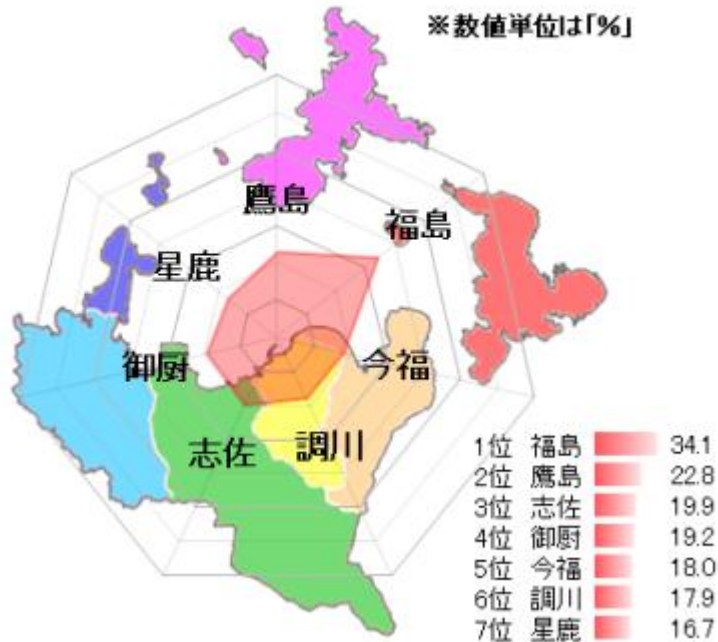 ※数値単位は「%」
鷹島
福島
星鹿
御厨
今福
志佐
調川
1位 福島 34.1
2位 鷹島 22.8
3位 志佐 19.9
4位 御厨 19.2
5位 今福 18.0
6位 調川 17.9
7位 星鹿 16.7